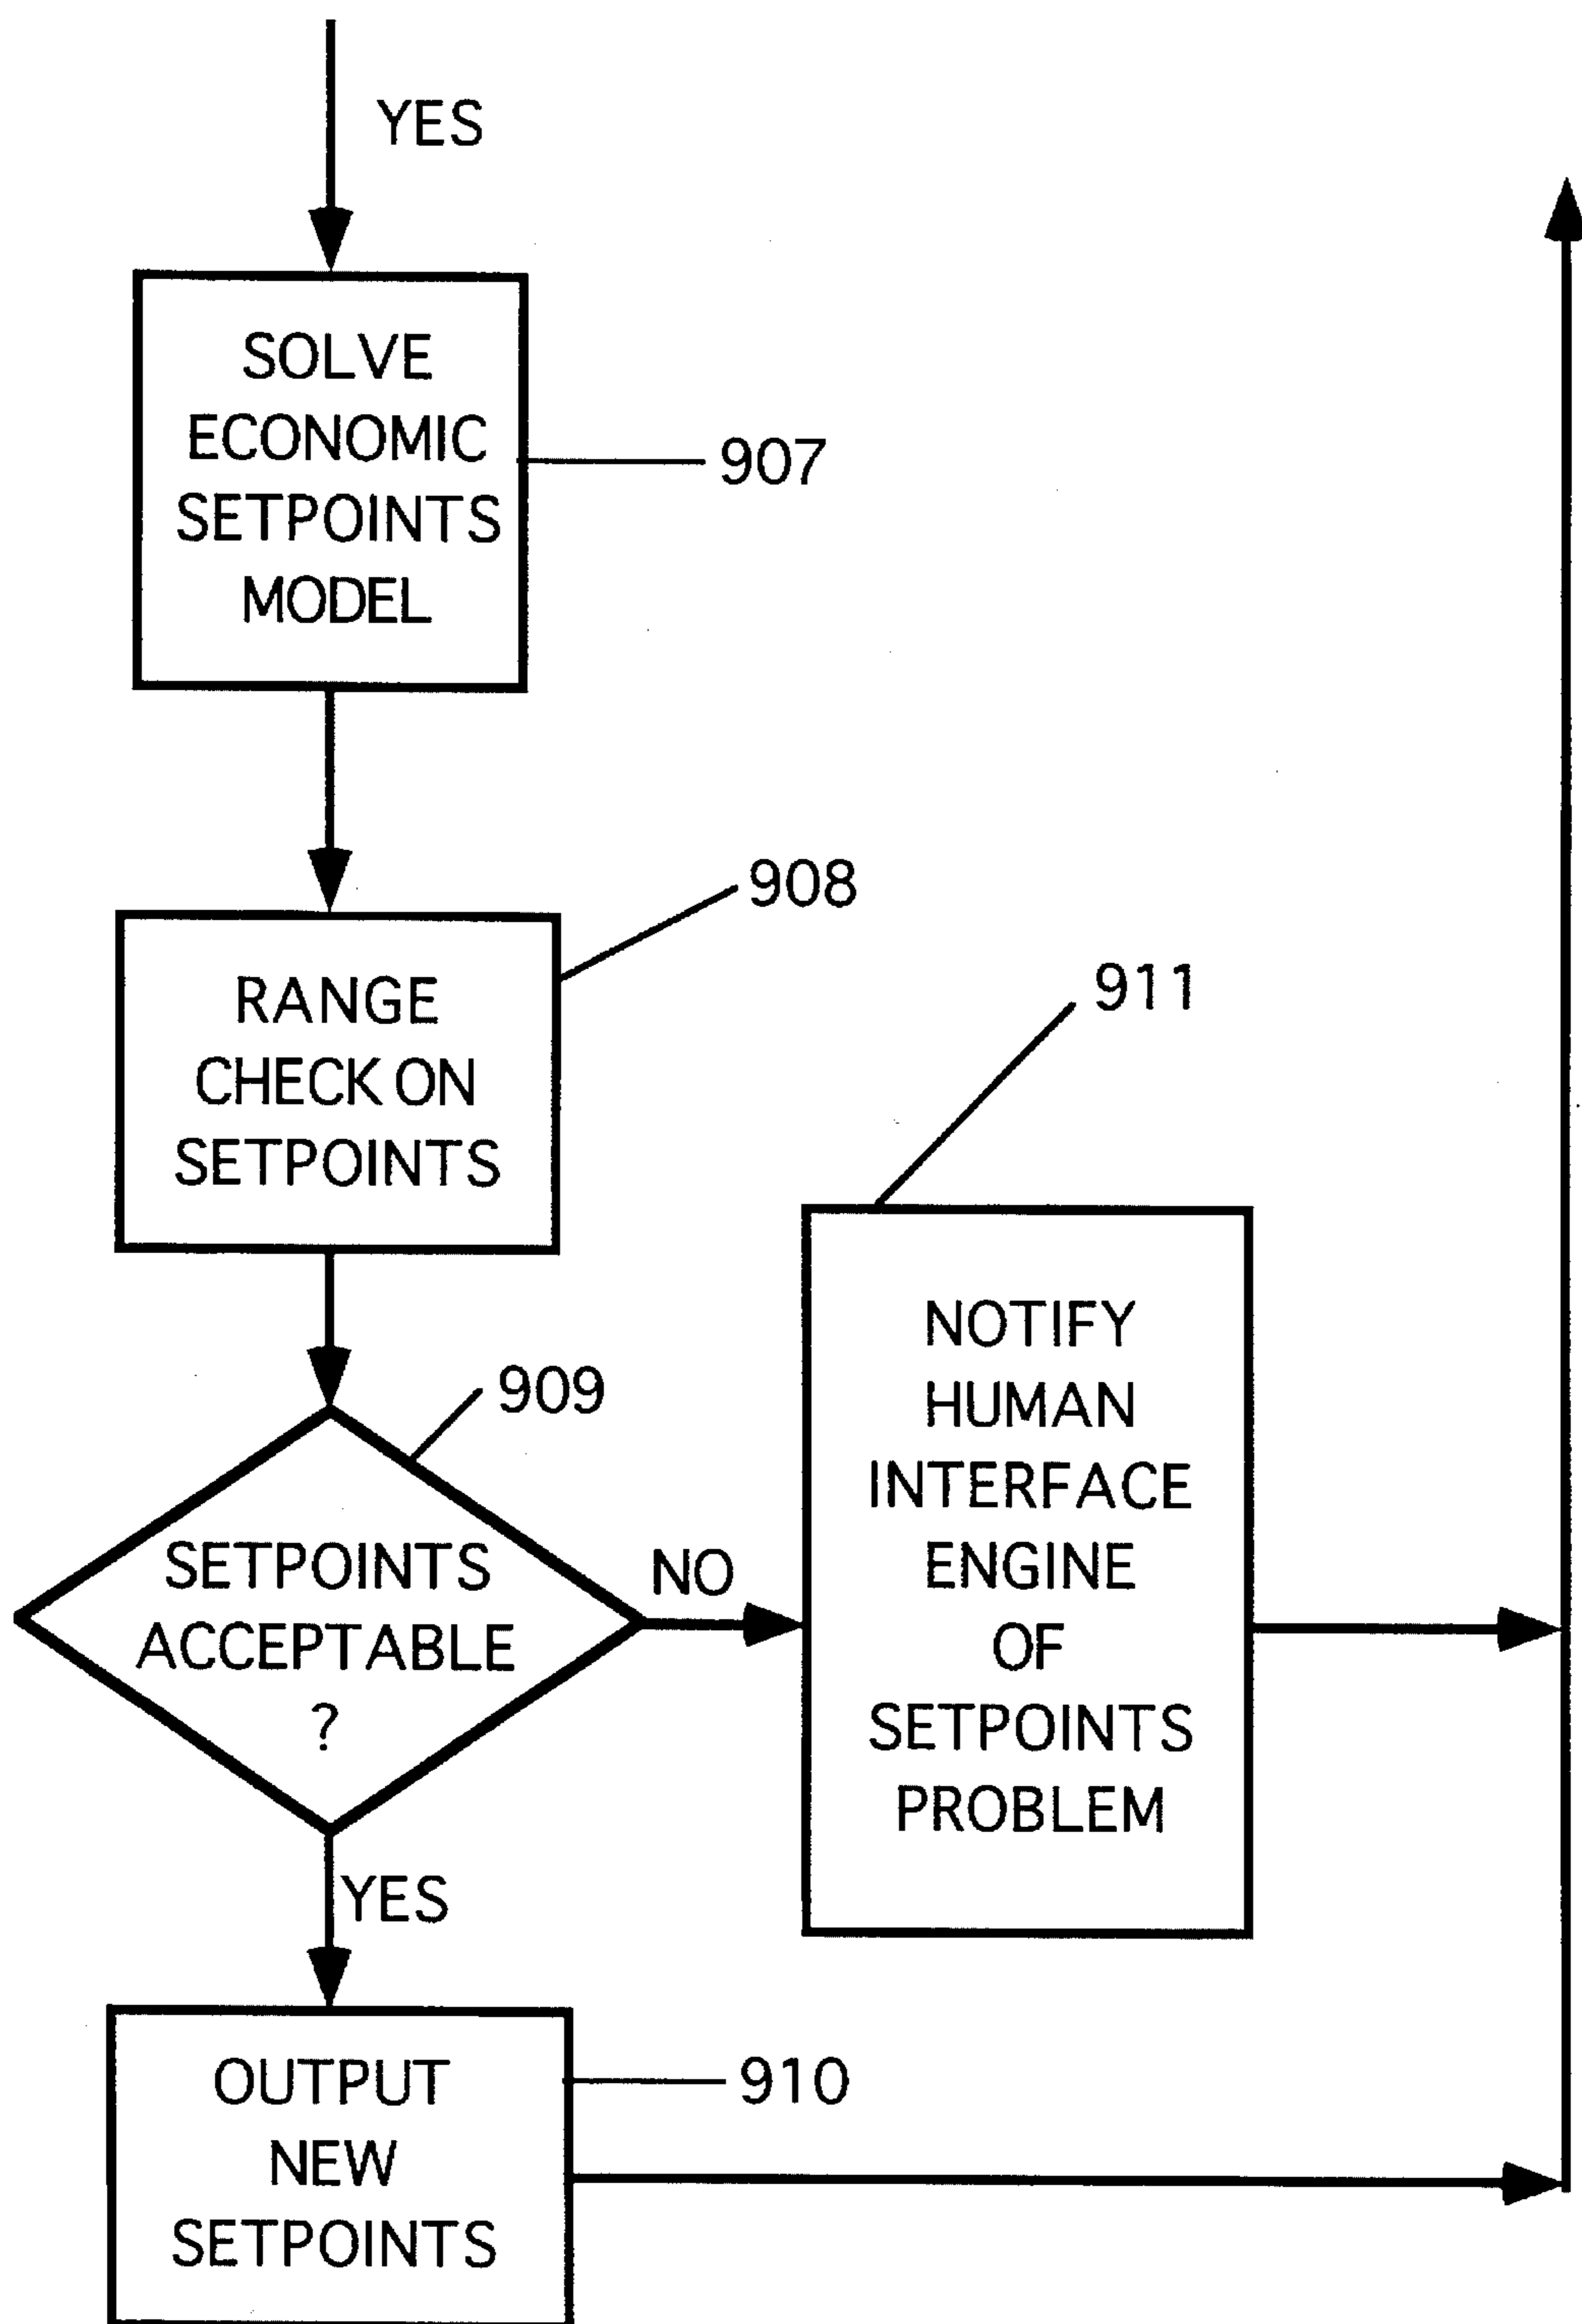 YES
SOLVE
ECONOMIC
SETPOINTS
MODEL
907
908
RANGE
CHECK ON
SETPOINTS
911
909
SETPOINTS
ACCEPTABLE
?
NO
NOTIFY
HUMAN
INTERFACE
ENGINE
OF
SETPOINTS
PROBLEM
YES
OUTPUT
NEW
SETPOINTS
910